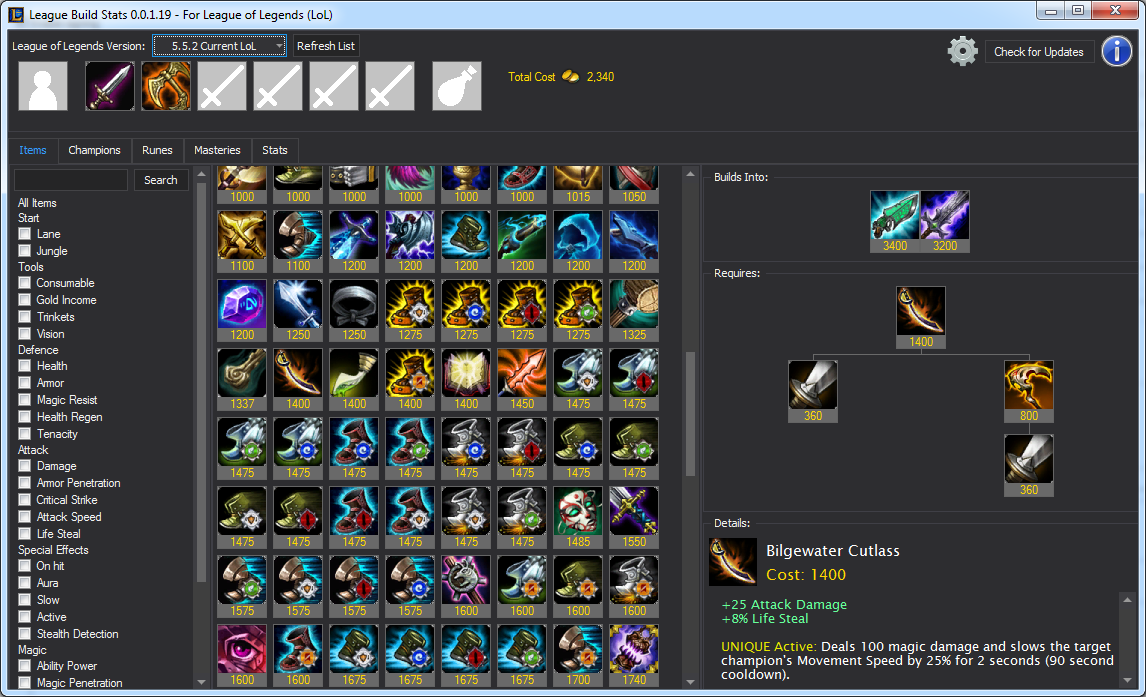 League Build Stats 0.0.1.19 - For League of Legends (LoL)
League of Legends Version: 5.5.2 Current LoL Refresh List
Check for Updates
Total Cost 2,340
Items Champions Runes Masteries Stats
Search
All Items
Start
Lane
Jungle
Tools
Consumable
Gold Income
Trinkets
Vision
Defence
Health
Armor
Magic Resist
Health Regen
Tenacity
Attack
Damage
Armor Penetration
Critical Strike
Attack Speed
Life Steal
Special Effects
On hit
Aura
Slow
Active
Stealth Detection
Magic
Ability Power
Magic Penetration
1000 1000 1000 1000 1000 1000 1015 1050
1100 1100 1200 1200 1200 1200 1200 1200
1200 1250 1250 1275 1275 1275 1275 1325
1337 1400 1400 1400 1400 1450 1475 1475
1475 1475 1475 1475 1475 1475 1475 1475
1475 1475 1475 1475 1475 1475 1485 1550
1575 1575 1575 1575 1600 1600 1600 1600
1600 1675 1675 1675 1675 1675 1700 1740
Builds Into:
3400 3200
Requires:
1400
360 800
360
Details:
Bilgewater Cutlass
Cost: 1400
+25 Attack Damage
+8% Life Steal
UNIQUE Active: Deals 100 magic damage and slows the target
champion's Movement Speed by 25% for 2 seconds (90 second
cooldown).